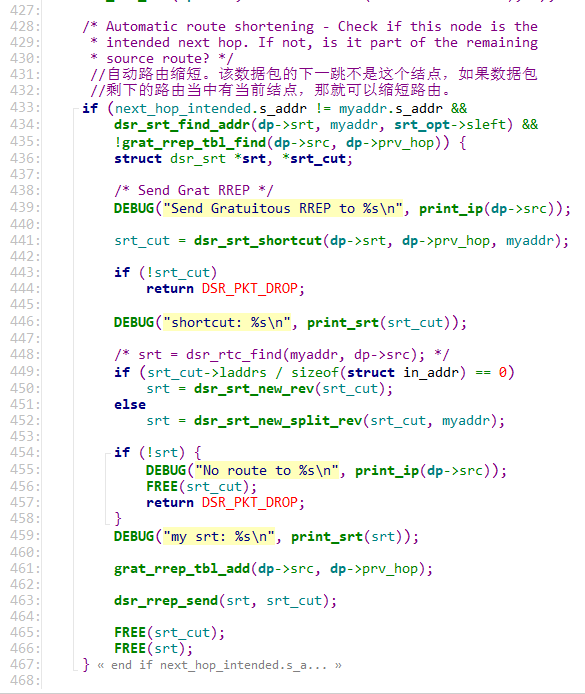 427:
428: /* Automatic route shortening - Check if this node is the
429: * intended next hop. If not, is it part of the remaining
430: * source route? */
431: //自动路由缩短。该数据包的下一跳不是这个结点，如果数据包
432: //剩下的路由当中有当前结点，那就可以缩短路由。
433: if (next_hop_intended.s_addr != myaddr.s_addr &&
434: dsr_srt_find_addr(dp->srt, myaddr, srt_opt->sleft) &&
435: !grat_rrep_tbl_find(dp->src, dp->prv_hop)) {
436: struct dsr_srt *srt, *srt_cut;
437:
438: /* Send Grat RREP */
439: DEBUG("Send Gratuitous RREP to %s\n", print_ip(dp->src));
440:
441: srt_cut = dsr_srt_shortcut(dp->srt, dp->prv_hop, myaddr);
442:
443: if (!srt_cut)
444: return DSR_PKT_DROP;
445:
446: DEBUG("shortcut: %s\n", print_srt(srt_cut));
447:
448: /* srt = dsr_rtc_find(myaddr, dp->src); */
449: if (srt_cut->laddrs / sizeof(struct in_addr) == 0)
450: srt = dsr_srt_new_rev(srt_cut);
451: else
452: srt = dsr_srt_new_split_rev(srt_cut, myaddr);
453:
454: if (!srt) {
455: DEBUG("No route to %s\n", print_ip(dp->src));
456: FREE(srt_cut);
457: return DSR_PKT_DROP;
458: }
459: DEBUG("my srt: %s\n", print_srt(srt));
460:
461: grat_rrep_tbl_add(dp->src, dp->prv_hop);
462:
463: dsr_rrep_send(srt, srt_cut);
464:
465: FREE(srt_cut);
466: FREE(srt);
467: } « end if next_hop_intended.s_a... »
468: